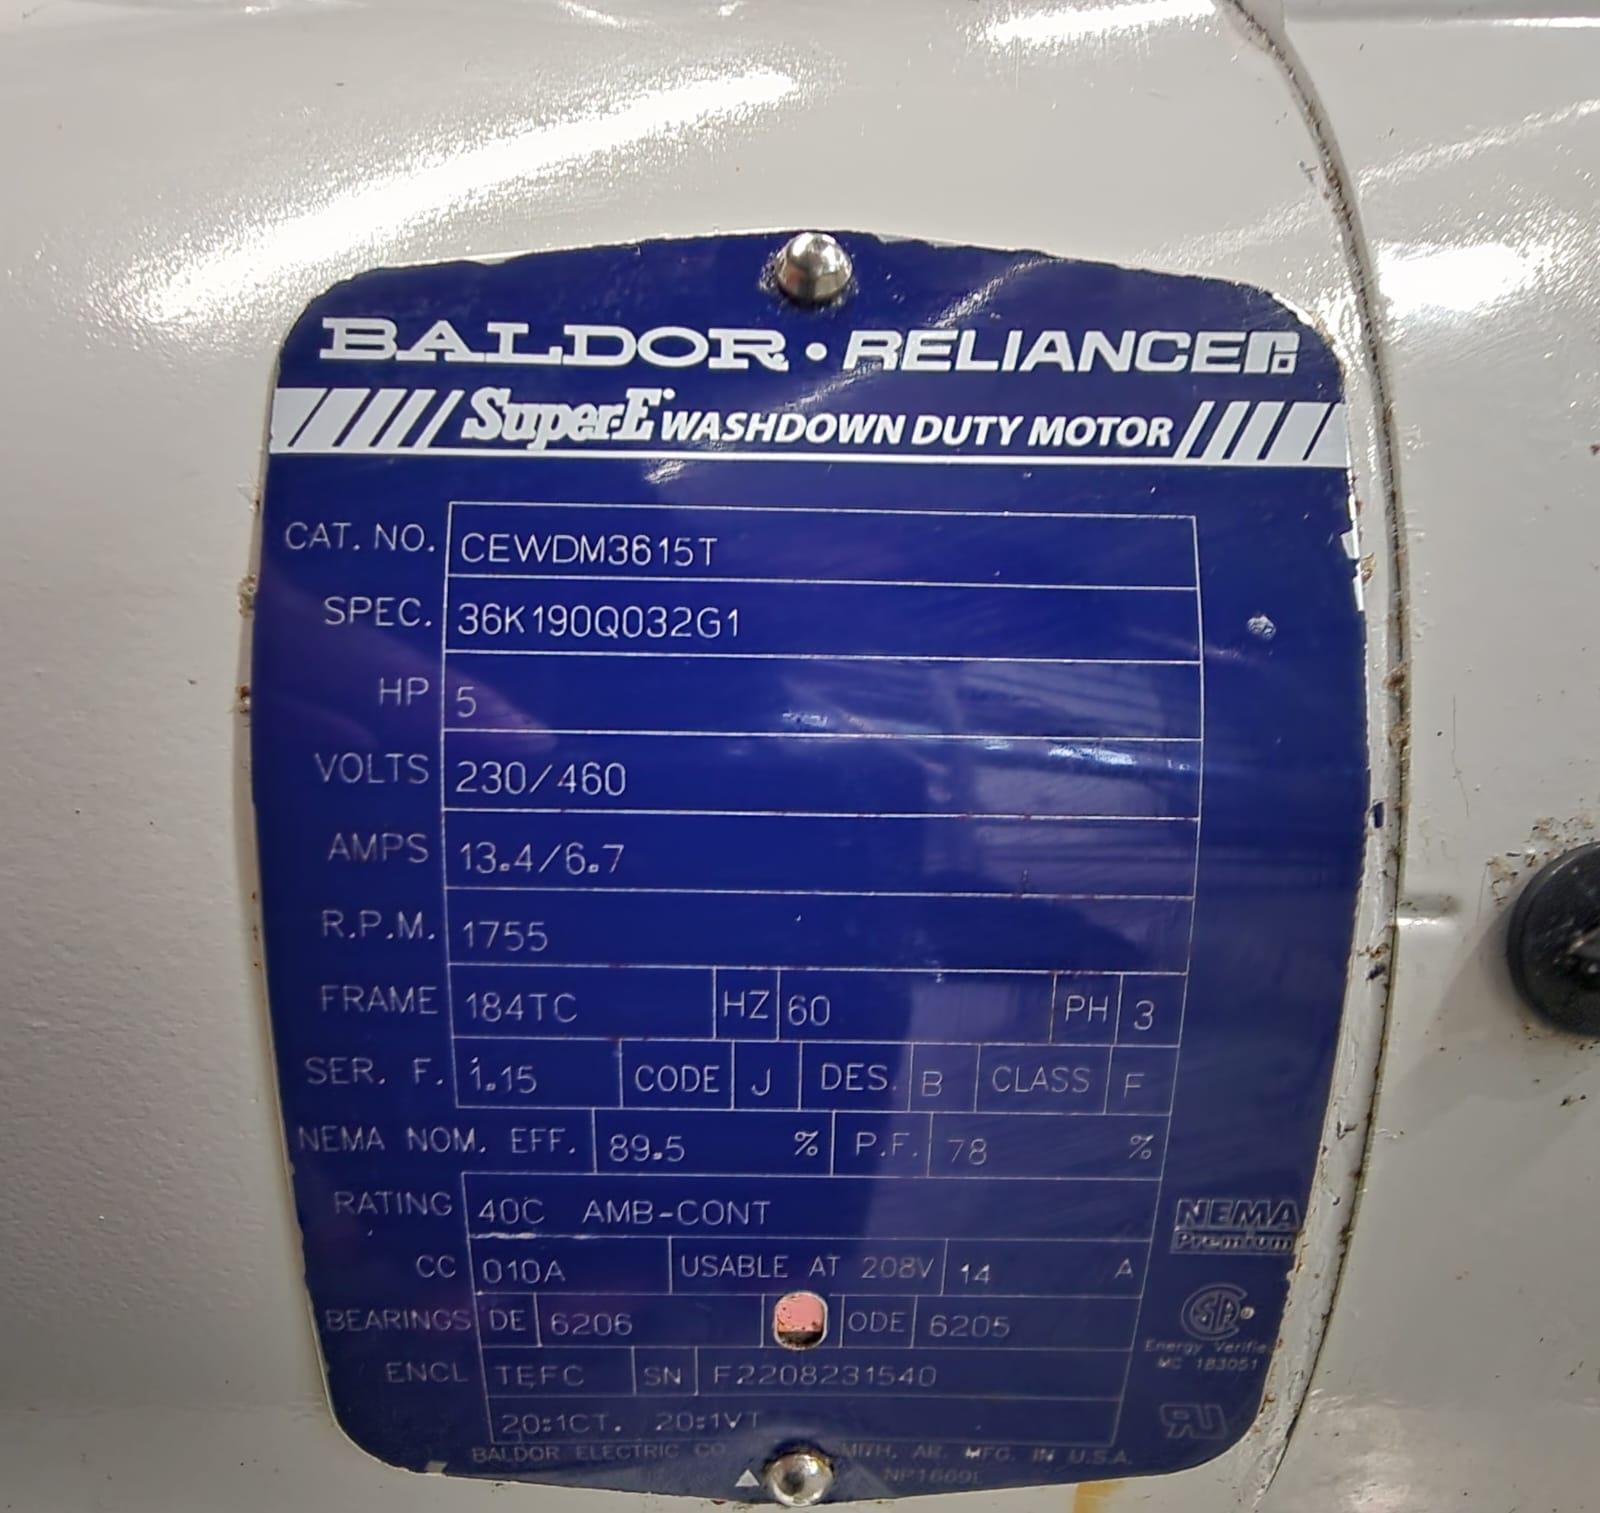 BALDOR • RELIANCE
Super-E WASHDOWN DUTY MOTOR
CAT. NO. CEWDM3615T
SPEC. 36K190Q032G1
HP 5
VOLTS 230/460
AMPS 13.4/6.7
R.P.M. 1755
FRAME 184TC HZ 60 PH 3
SER. F. 1.15 CODE J DES. B CLASS F
NEMA NOM. EFF. 89.5 % P.F. 78 %
RATING 40C AMB-CONT
NEMA
Premium
CC 010A USABLE AT 208V 14 A
BEARINGS DE 6206 ODE 6205
Energy Verified
MC 183051
ENCL TEFC SN F2208231540
20:1CT. 20:1VT
BALDOR ELECTRIC CO. AR. MFG. IN U.S.A.